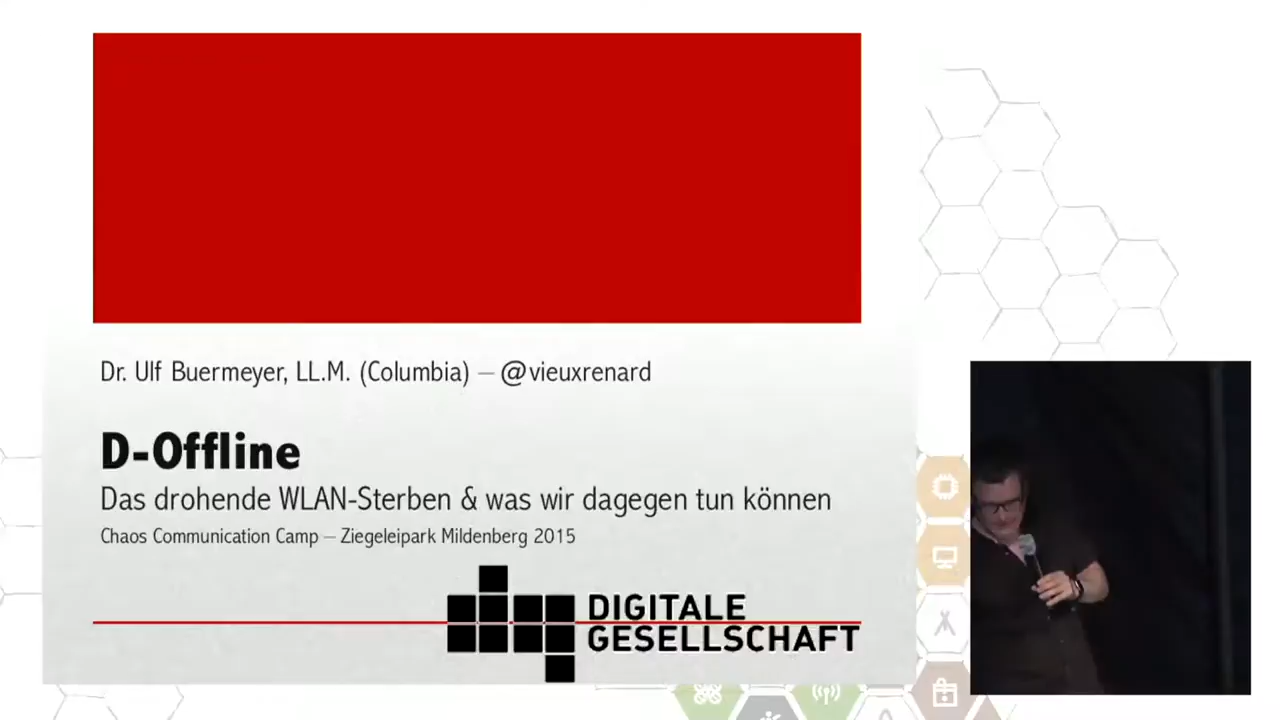 Dr. Ulf Buermeyer, LL.M. (Columbia) – @vieuxrenard
D-Offline
Das drohende WLAN-Sterben & was wir dagegen tun können
Chaos Communication Camp – Ziegeleipark Mildenberg 2015
DIGITALE
GESELLSCHAFT